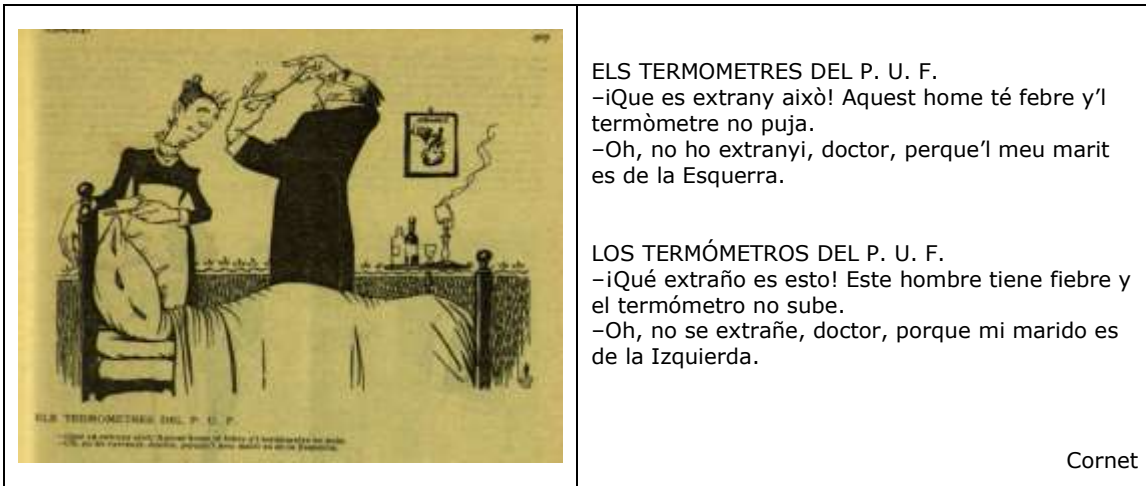 ELS TERMOMETRES DEL P. U. F.
ELS TERMOMETRES DEL P. U. F.
–¡Que es extrany això! Aquest home té febre y’l
termòmetre no puja.
–Oh, no ho extranyi, doctor, perque’l meu marit
es de la Esquerra.
LOS TERMÓMETROS DEL P. U. F.
–¡Qué extraño es esto! Este hombre tiene fiebre y
el termómetro no sube.
–Oh, no se extrañe, doctor, porque mi marido es
de la Izquierda.
Cornet